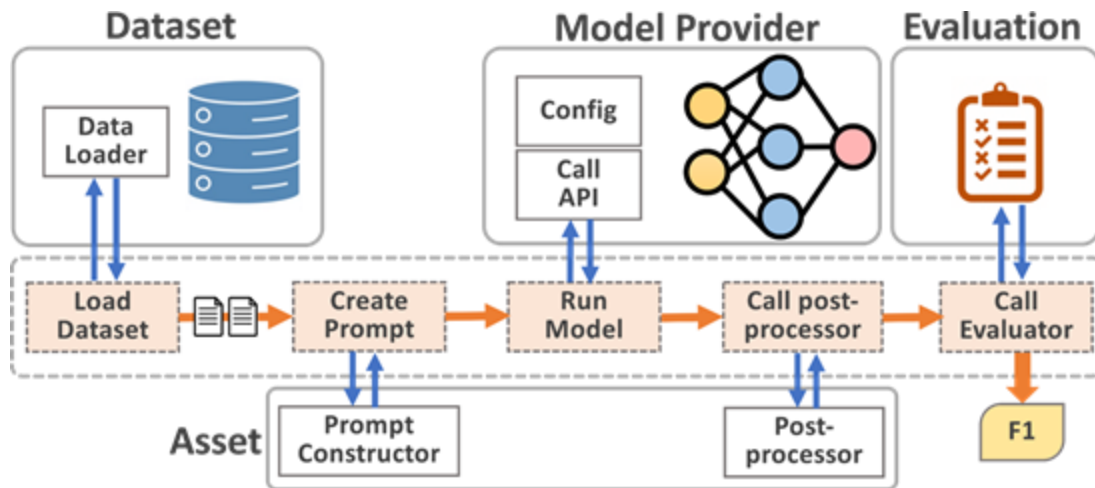 Dataset
Model Provider
Evaluation
Data
Loader
Config
Call
API
Load
Dataset
Create
Prompt
Run
Model
Call post-
processor
Call
Evaluator
Asset
Prompt
Constructor
Post-
processor
F1